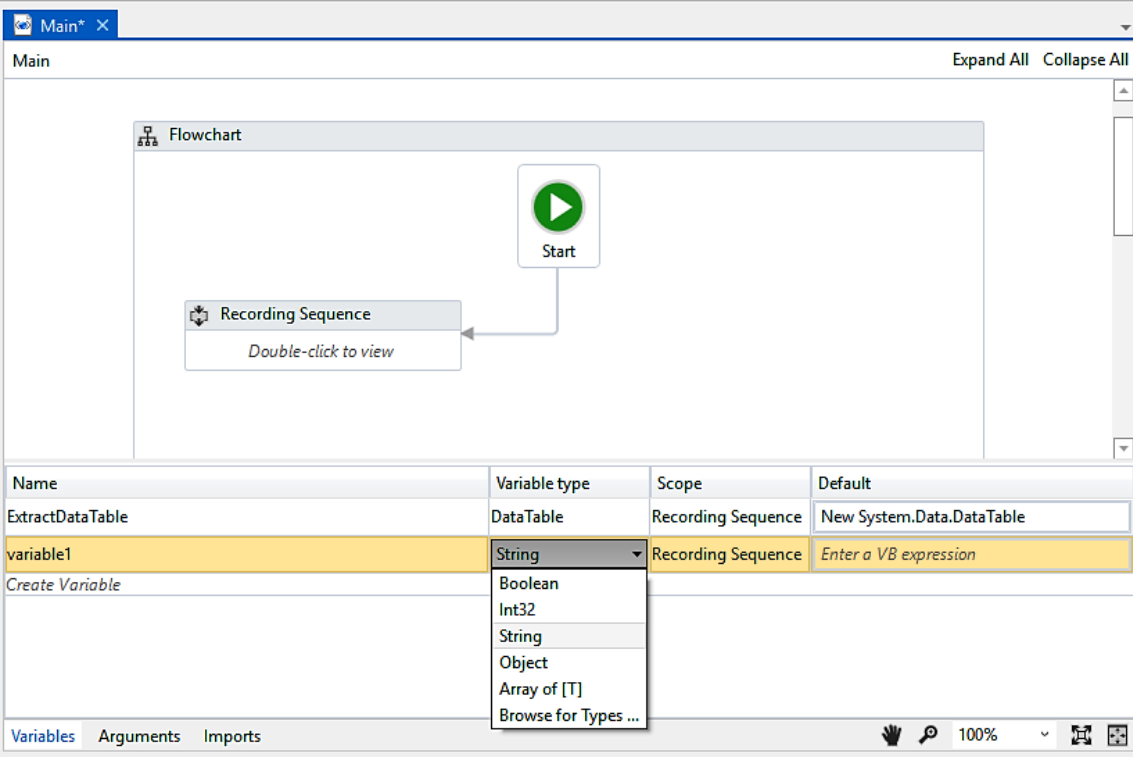 Main*
Main Expand All Collapse All
Flowchart
Start
Recording Sequence
Double-click to view
Name Variable type Scope Default
ExtractDataTable DataTable Recording Sequence New System.Data.DataTable
variable1 String Recording Sequence Enter a VB expression
Create Variable
Boolean
Int32
String
Object
Array of [T]
Browse for Types ...
Variables Arguments Imports 100%